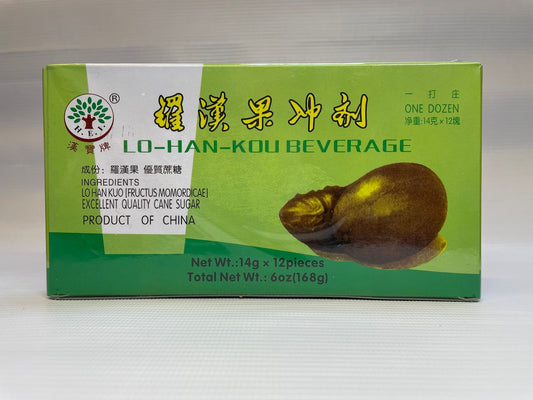 ®
H.E.I.
漢寶牌
羅漢果冲剂
LO-HAN-KOU BEVERAGE
一打庄
ONE DOZEN
净重:14克×12塊
成份: 羅漢果 優質蔗糖
INGREDIENTS
LO HAN KUO [FRUCTUS MOMORDICAE]
EXCELLENT QUALITY CANE SUGAR
PRODUCT OF CHINA
Net Wt.:14g × 12pieces
Total Net Wt.: 6oz(168g)